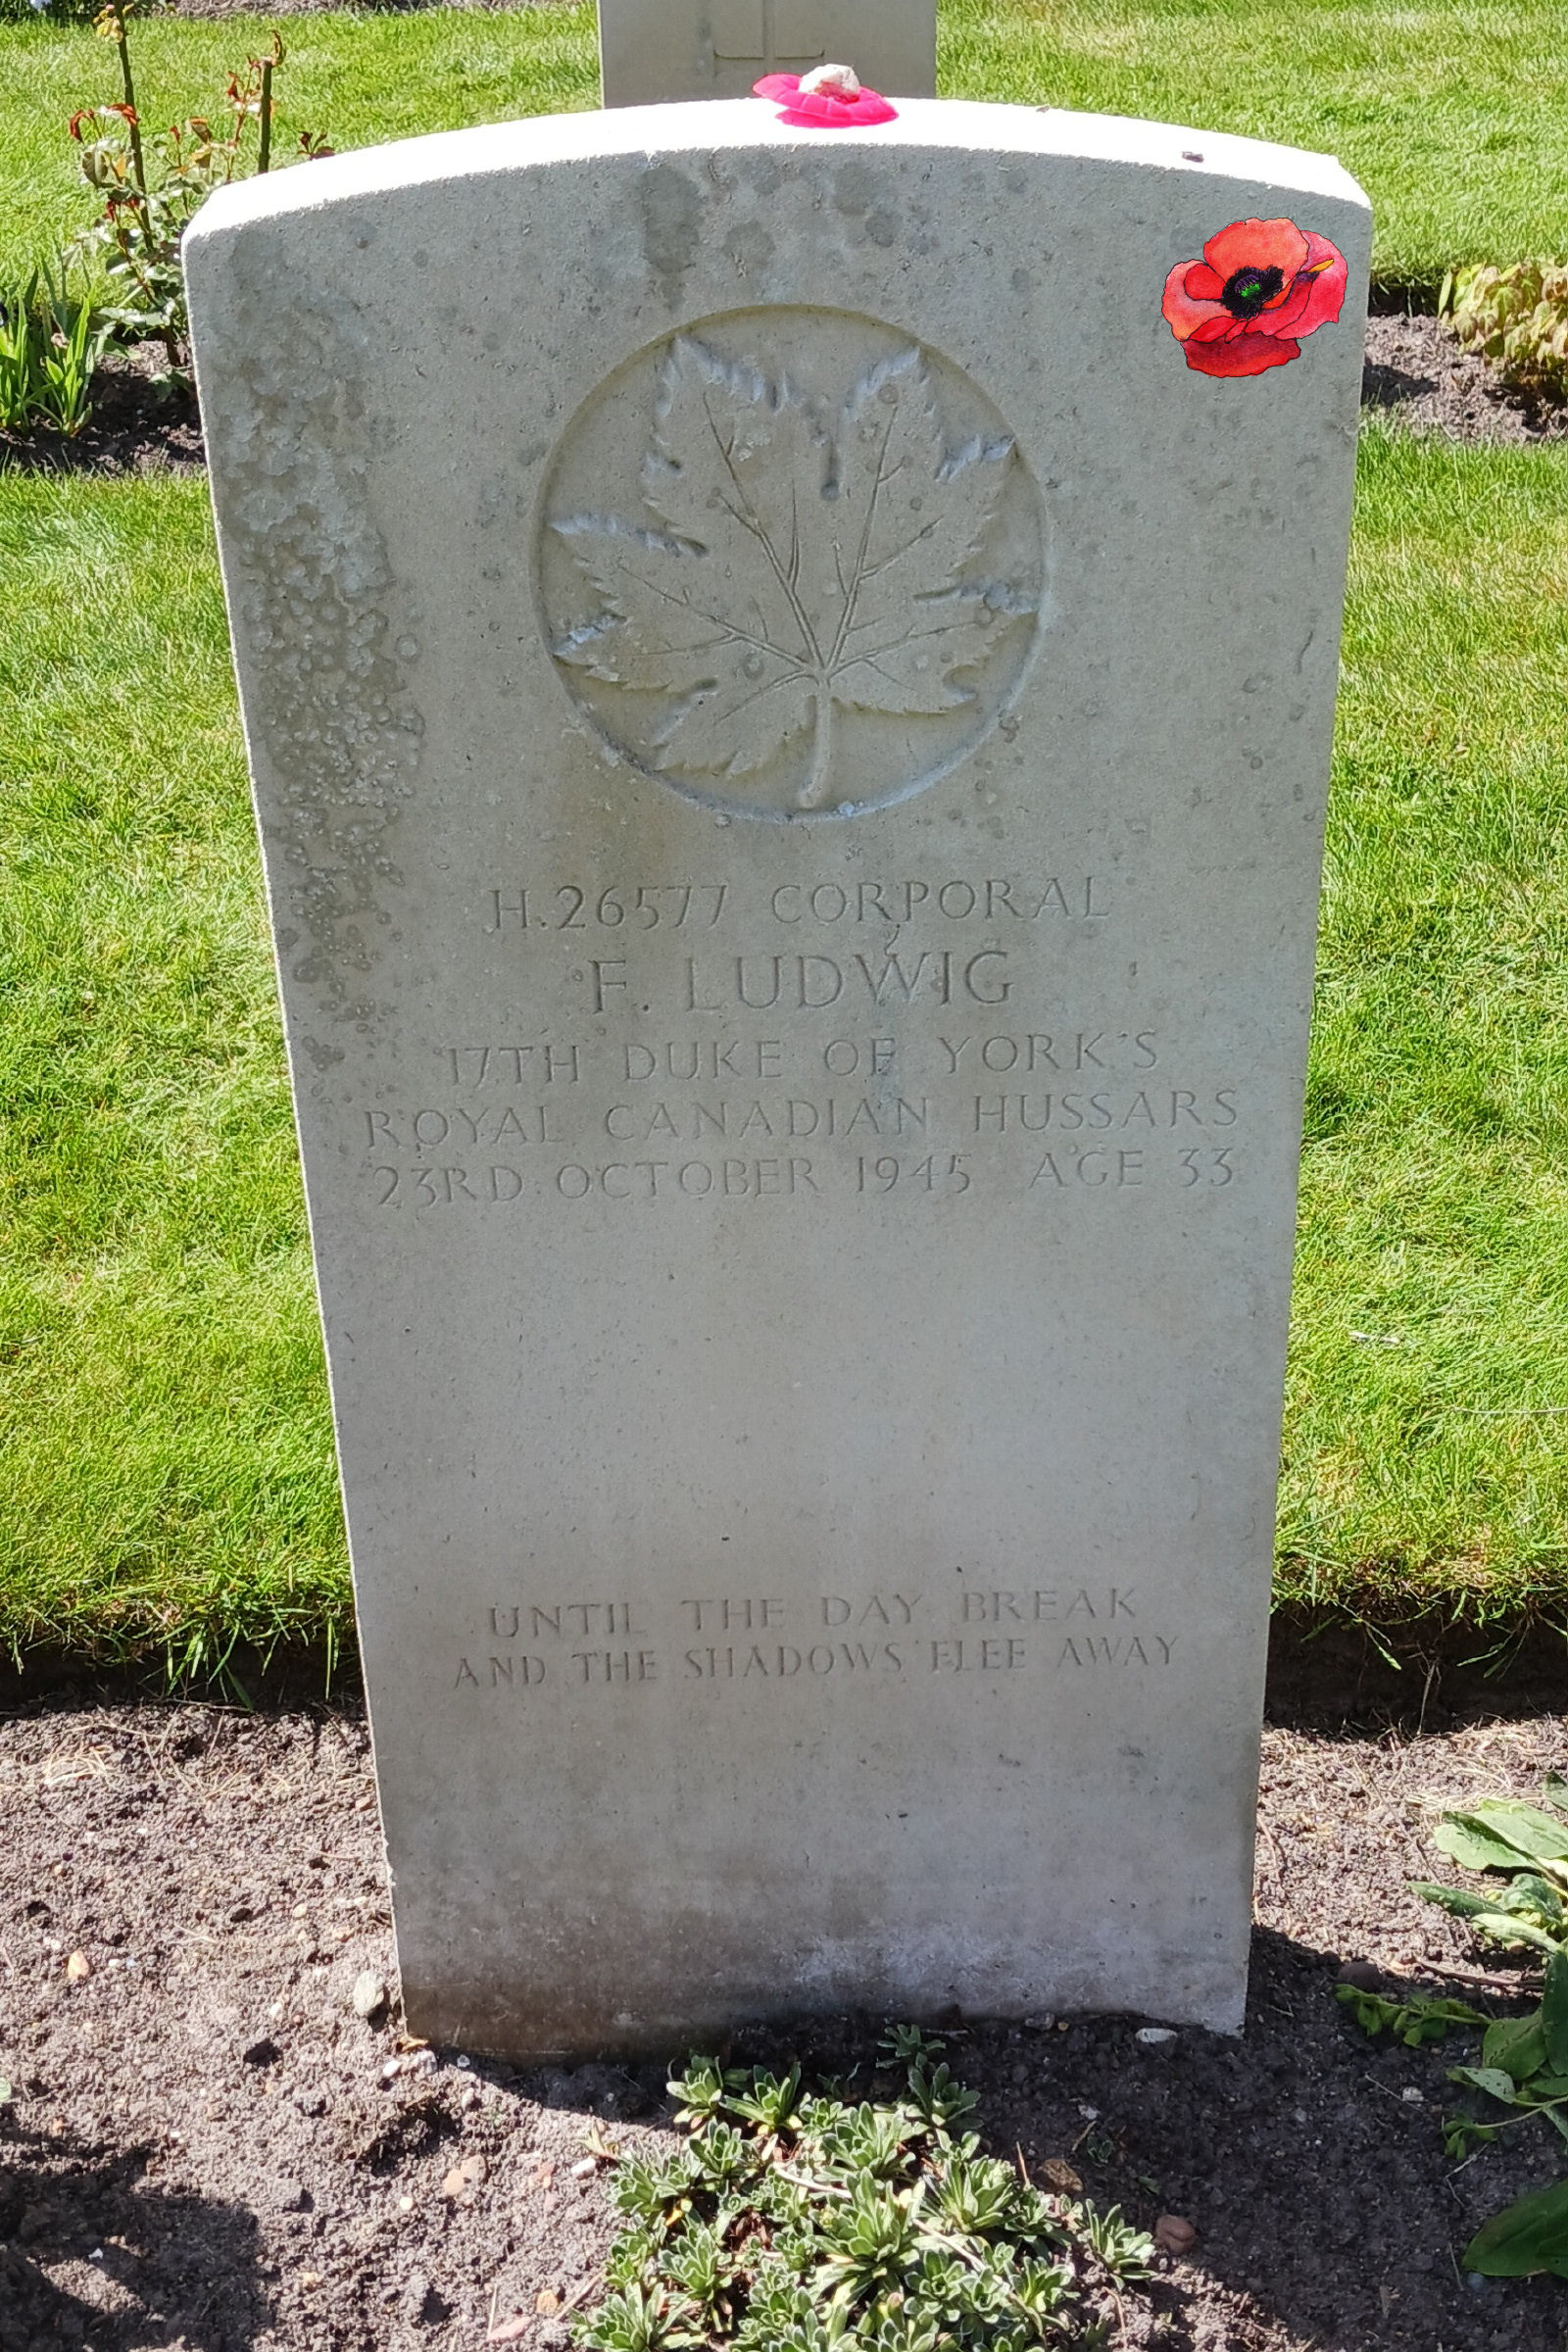 H.26577 CORPORAL
F. LUDWIG
17TH DUKE OF YORK'S
ROYAL CANADIAN HUSSARS
23RD OCTOBER 1945 AGE 33
UNTIL THE DAY BREAK
AND THE SHADOWS FLEE AWAY